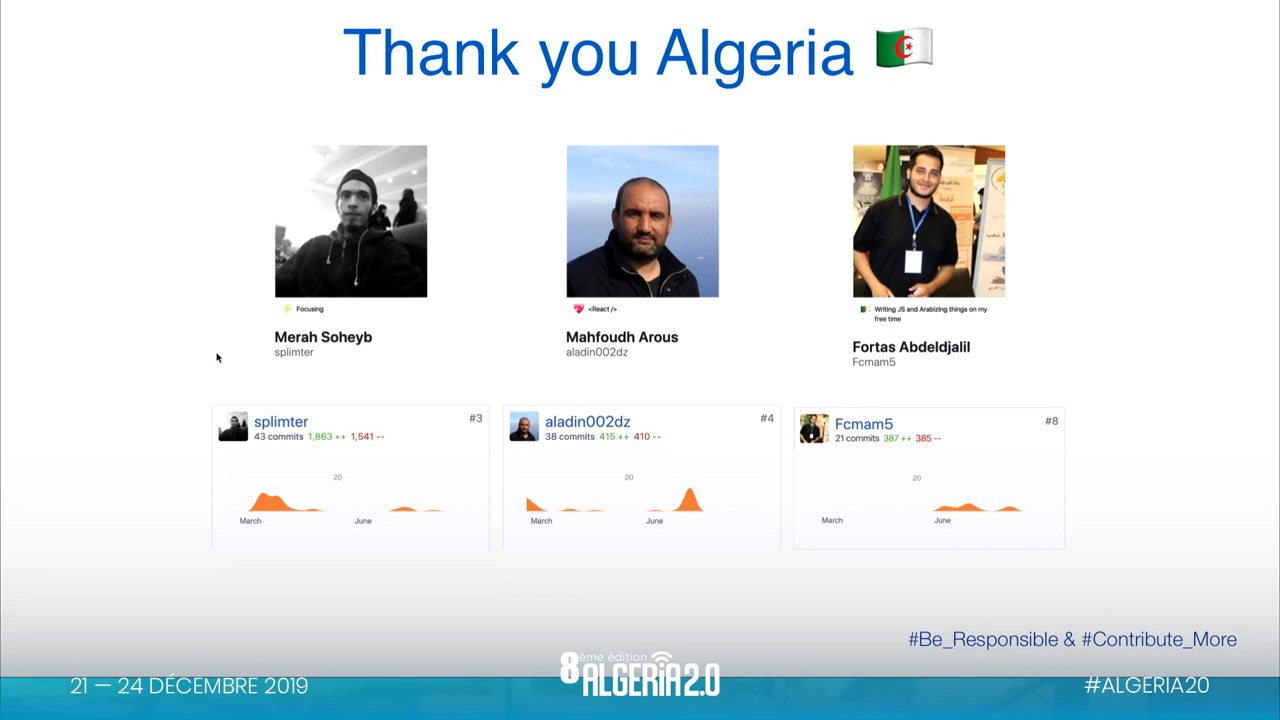 Thank you Algeria 🇩🇿
⚡ Focusing
Merah Soheyb
splimter
💖 <React />
Mahfoudh Arous
aladin002dz
🇩🇿 Writing JS and Arabizing things on my
free time
Fortas Abdeldjalil
Fcmam5
splimter #3
43 commits 1,863 ++ 1,541 --
20
March June
aladin002dz #4
38 commits 415 ++ 410 --
20
March June
Fcmam5 #8
21 commits 387 ++ 385 --
20
March June
#Be_Responsible & #Contribute_More
21 — 24 DÉCEMBRE 2019
8ème édition
ALGERIA 2.0
#ALGERIA20